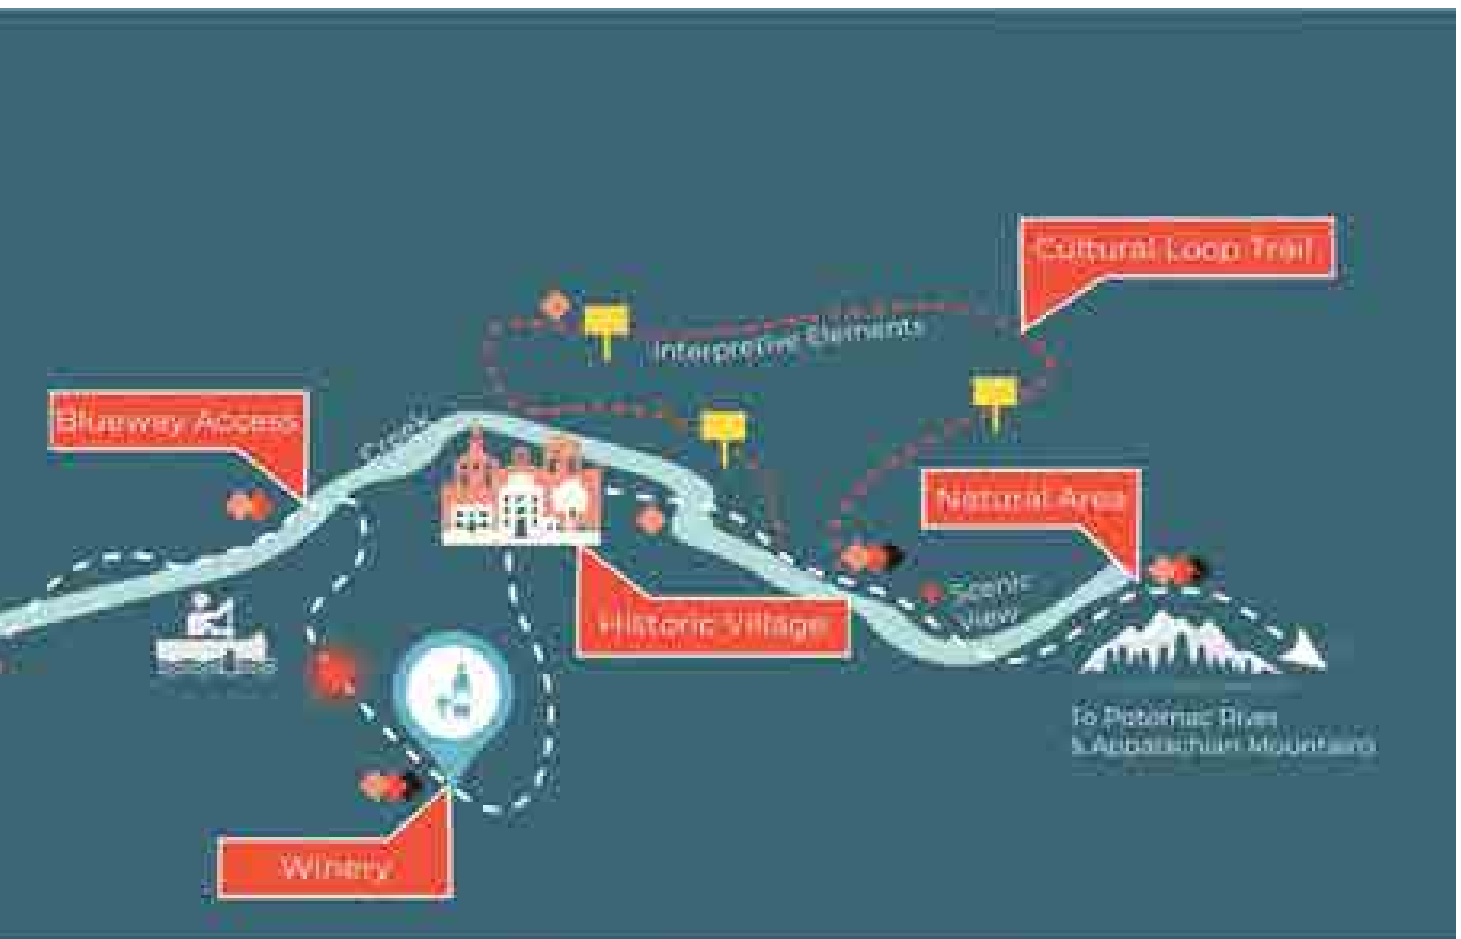 Cultural Loop Trail
Interpretive Elements
Blueway Access
Creek
Natural Area
Scenic
View
Historic Village
To Potomac River
& Appalachian Mountains
Winery